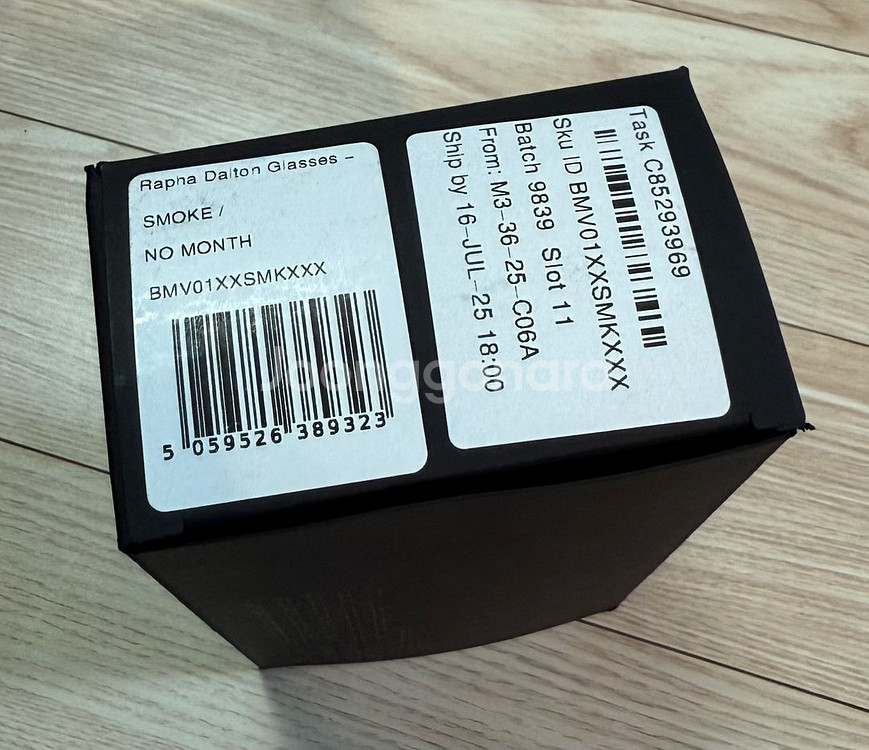 Rapha Dalton Glasses –
SMOKE /
NO MONTH
BMV01XXSMKXXX
5 059526 389323
Task C85293969
Sku ID BMV01XXSMKXXX
Batch 9839 Slot 11
From: M3-36-25-C06A
Ship by 16-JUL-25 18:00
Joonggonara